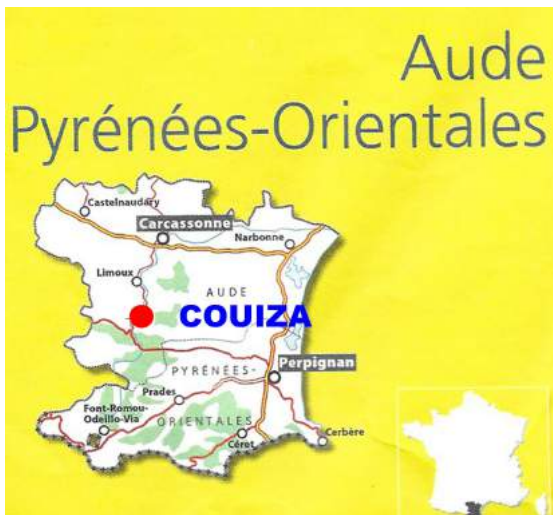 Aude
Pyrénées-Orientales
Castelnaudary
Carcassonne
Narbonne
Limoux
AUDE
COUIZA
PYRÉNÉES-
Perpignan
Prades
Font-Romeu-
Odeillo-Via
ORIENTALES
Céret
Cerbère